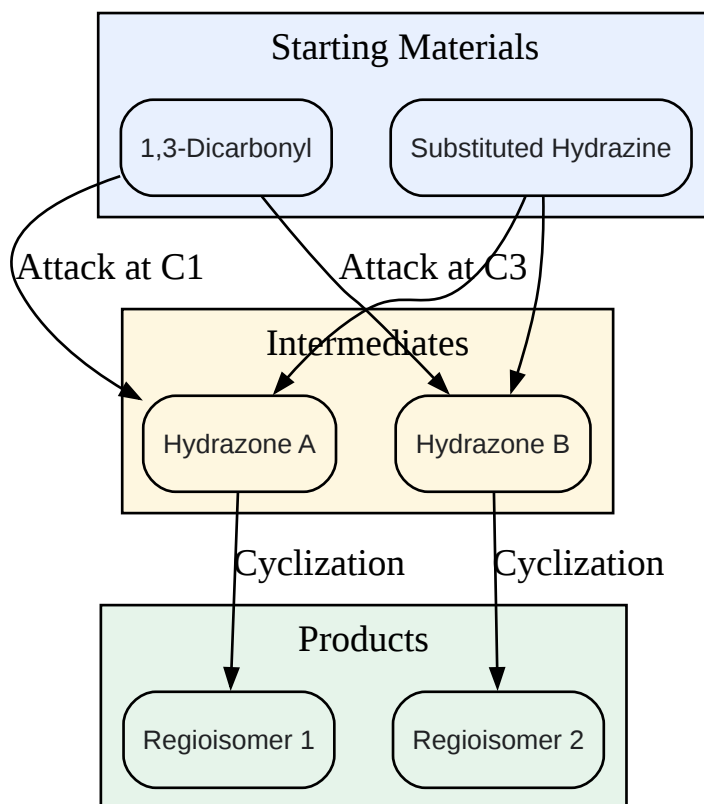 Starting Materials
1,3-Dicarbonyl
Substituted Hydrazine
Attack at C1
Attack at C3
Intermediates
Hydrazone A
Hydrazone B
Cyclization
Cyclization
Products
Regioisomer 1
Regioisomer 2